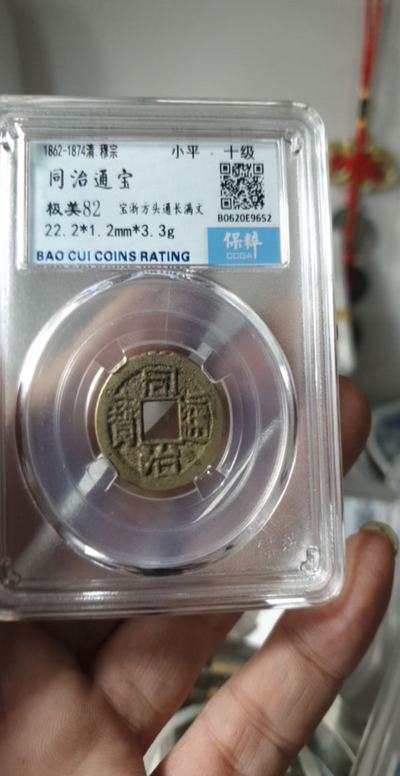 1862-1874清 穆宗 小平 · 十级
同治通宝
极美82 宝浙方头通长满文
B0620E9652
22.2*1.2mm*3.3g
保粹
CCGA
BAO CUI COINS RATING
同治通寶